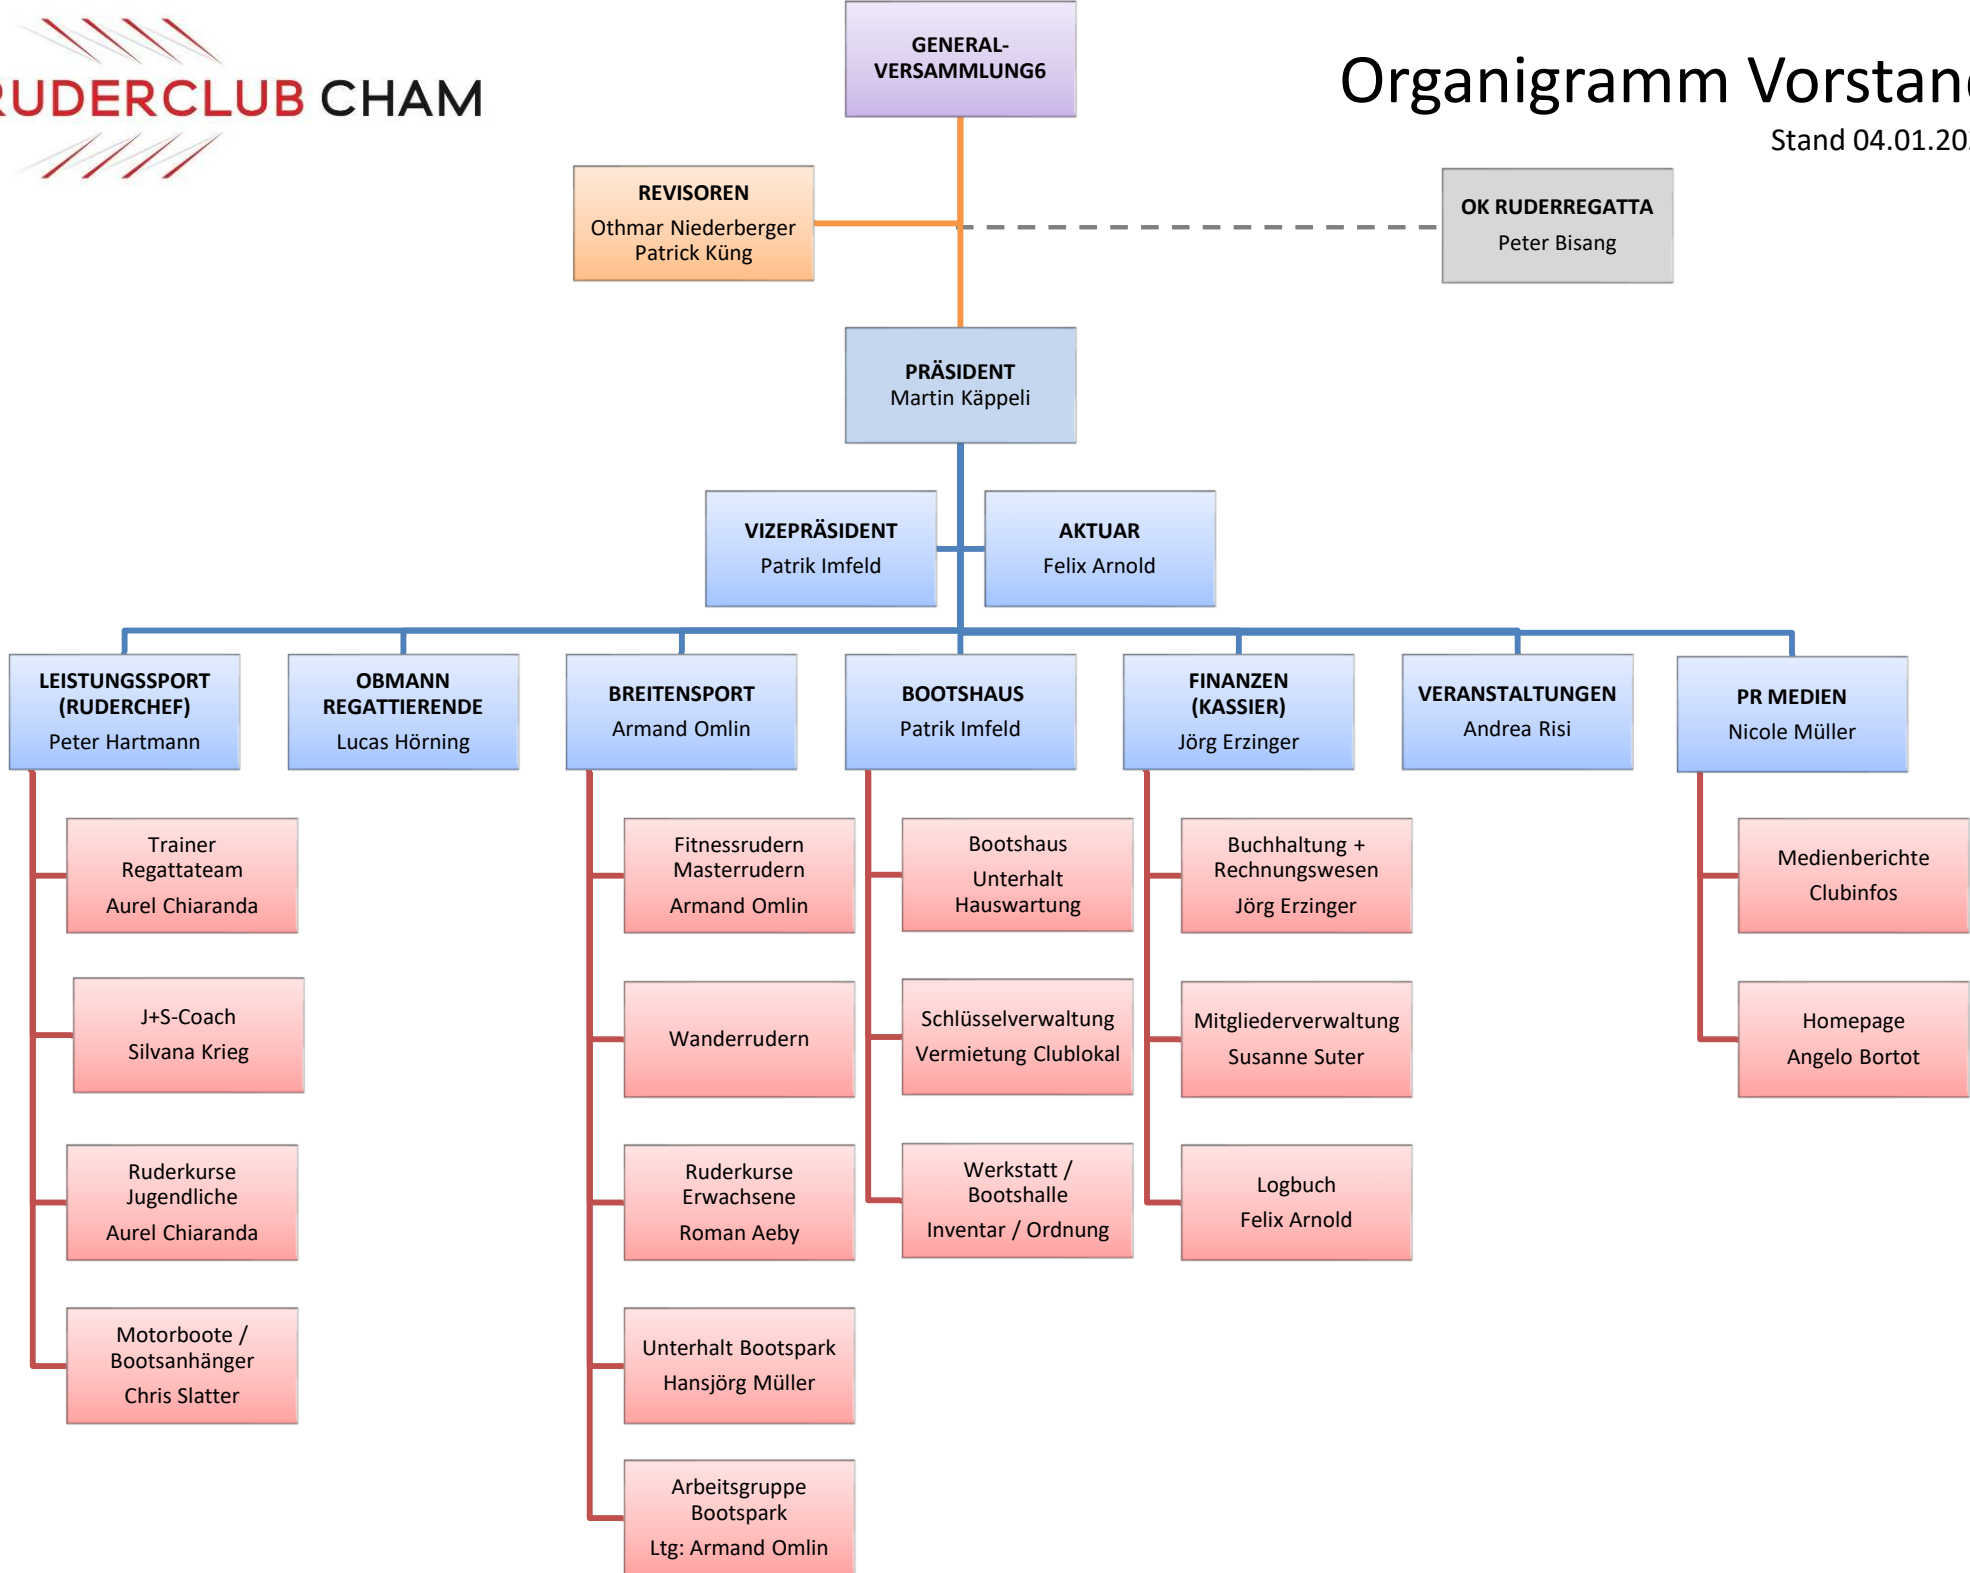 RUDERCLUB CHAM
GENERAL-
VERSAMMLUNG6
Organigramm Vorstand
Stand 04.01.20
REVISOREN
Othmar Niederberger
Patrick Küng
OK RUDERREGATTA
Peter Bisang
PRÄSIDENT
Martin Käppeli
VIZEPRÄSIDENT
Patrik Imfeld
AKTUAR
Felix Arnold
LEISTUNGSSPORT
(RUDERCHEF)
Peter Hartmann
OBMANN
REGATTIERENDE
Lucas Hörning
BREITENSPORT
Armand Omlin
BOOTSHAUS
Patrik Imfeld
FINANZEN
(KASSIER)
Jörg Erzinger
VERANSTALTUNGEN
Andrea Risi
PR MEDIEN
Nicole Müller
Trainer
Regattateam
Aurel Chiaranda
J+S-Coach
Silvana Krieg
Ruderkurse
Jugendliche
Aurel Chiaranda
Motorboote /
Bootsanhänger
Chris Slatter
Fitnessrudern
Masterrudern
Armand Omlin
Wanderrudern
Ruderkurse
Erwachsene
Roman Aeby
Unterhalt Bootspark
Hansjörg Müller
Arbeitsgruppe
Bootspark
Ltg: Armand Omlin
Bootshaus
Unterhalt
Hauswartung
Schlüsselverwaltung
Vermietung Clublokal
Werkstatt /
Bootshalle
Inventar / Ordnung
Buchhaltung +
Rechnungswesen
Jörg Erzinger
Mitgliederverwaltung
Susanne Suter
Logbuch
Felix Arnold
Medienberichte
Clubinfos
Homepage
Angelo Bortot